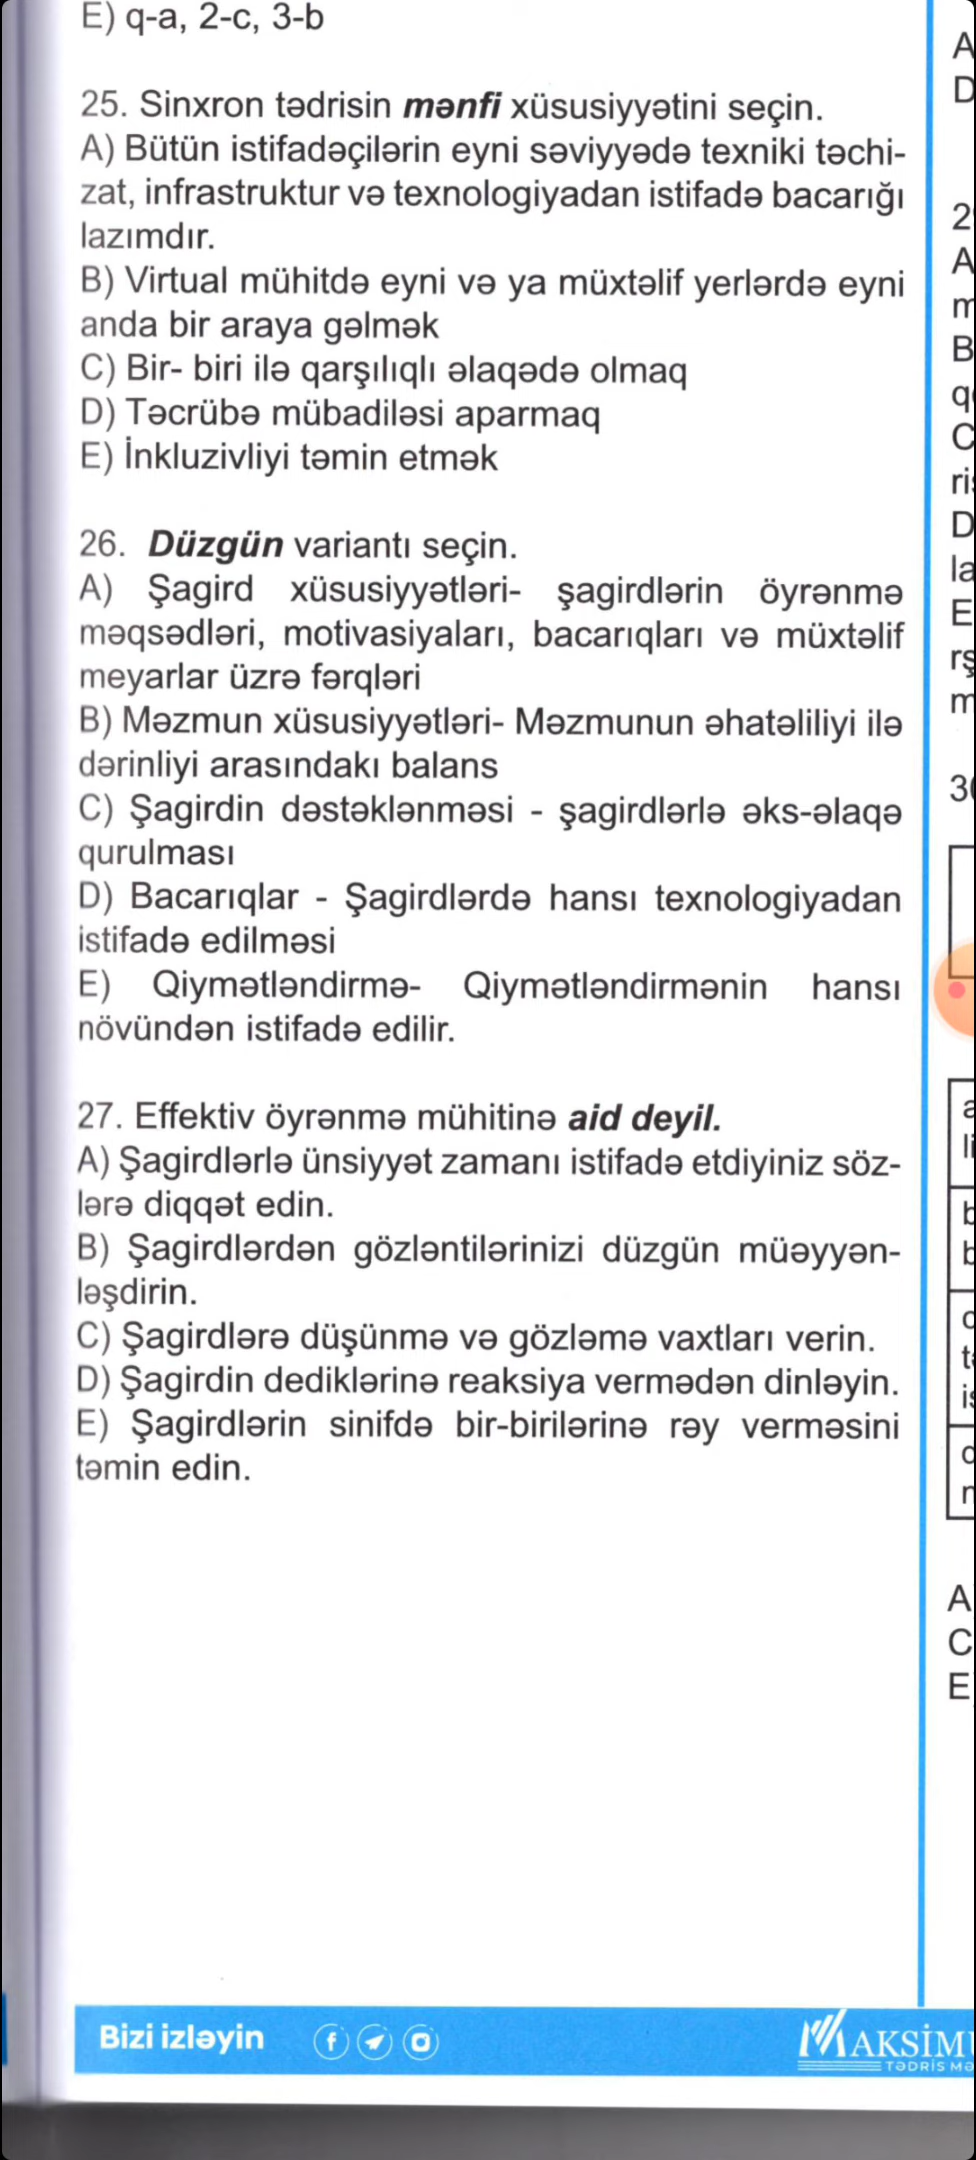 E) q-a, 2-c, 3-b
25. Sinxron tədrisin mənfi xüsusiyyətini seçin.
A) Bütün istifadəçilərin eyni səviyyədə texniki təchi-
zat, infrastruktur və texnologiyadan istifadə bacarığı
lazımdır.
B) Virtual mühitdə eyni və ya müxtəlif yerlərdə eyni
anda bir araya gəlmək
C) Bir- biri ilə qarşılıqlı əlaqədə olmaq
D) Təcrübə mübadiləsi aparmaq
E) İnkluzivliyi təmin etmək
26. Düzgün variantı seçin.
A) Şagird xüsusiyyətləri- şagirdlərin öyrənmə
məqsədləri, motivasiyaları, bacarıqları və müxtəlif
meyarlar üzrə fərqləri
B) Məzmun xüsusiyyətləri- Məzmunun əhatəliliyi ilə
dərinliyi arasındakı balans
C) Şagirdin dəstəklənməsi - şagirdlərlə əks-əlaqə
qurulması
D) Bacarıqlar - Şagirdlərdə hansı texnologiyadan
istifadə edilməsi
E) Qiymətləndirmə- Qiymətləndirmənin hansı
növündən istifadə edilir.
27. Effektiv öyrənmə mühitinə aid deyil.
A) Şagirdlərlə ünsiyyət zamanı istifadə etdiyiniz söz-
lərə diqqət edin.
B) Şagirdlərdən gözləntilərinizi düzgün müəyyən-
ləşdirin.
C) Şagirdlərə düşünmə və gözləmə vaxtları verin.
D) Şagirdin dediklərinə reaksiya vermədən dinləyin.
E) Şagirdlərin sinifdə bir-birilərinə rəy verməsini
təmin edin.
Bizi izləyin
A
D
A
B
C
D
E
A
C
E